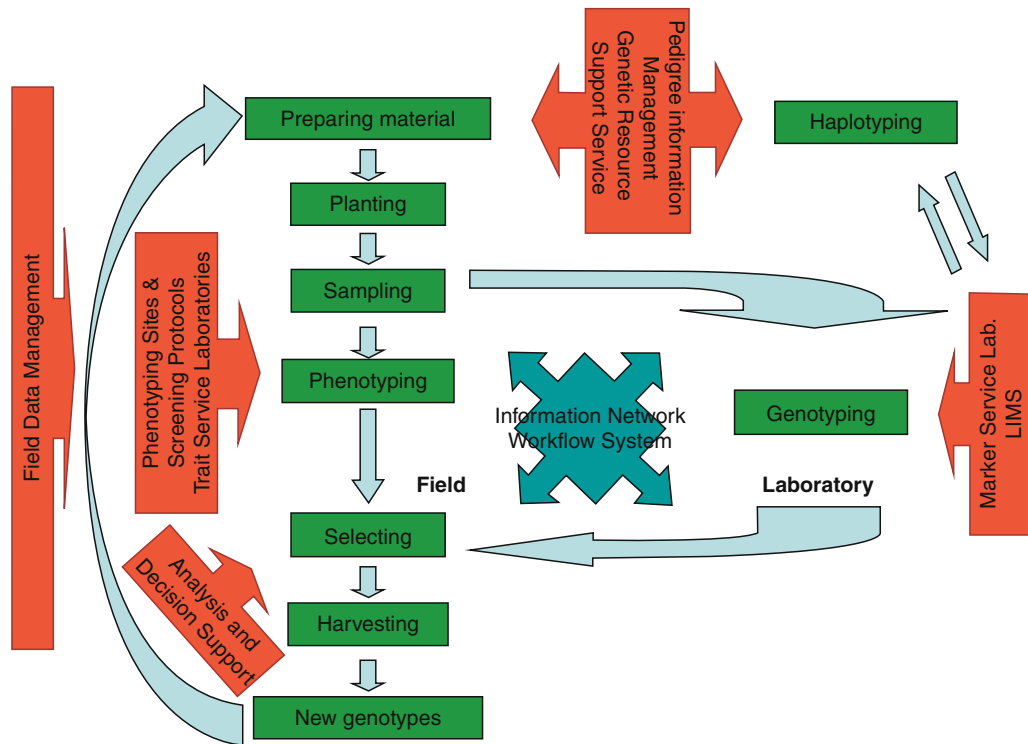 Pedigree information
Management
Genetic Resource
Support Service
Preparing material
Haplotyping
Planting
Sampling
Field Data Management
Phenotyping Sites &
Screening Protocols
Trait Service Laboratories
Phenotyping
Information Network
Workflow System
Genotyping
Marker Service Lab.
LIMS
Field
Laboratory
Selecting
Analysis and
Decision Support
Harvesting
New genotypes